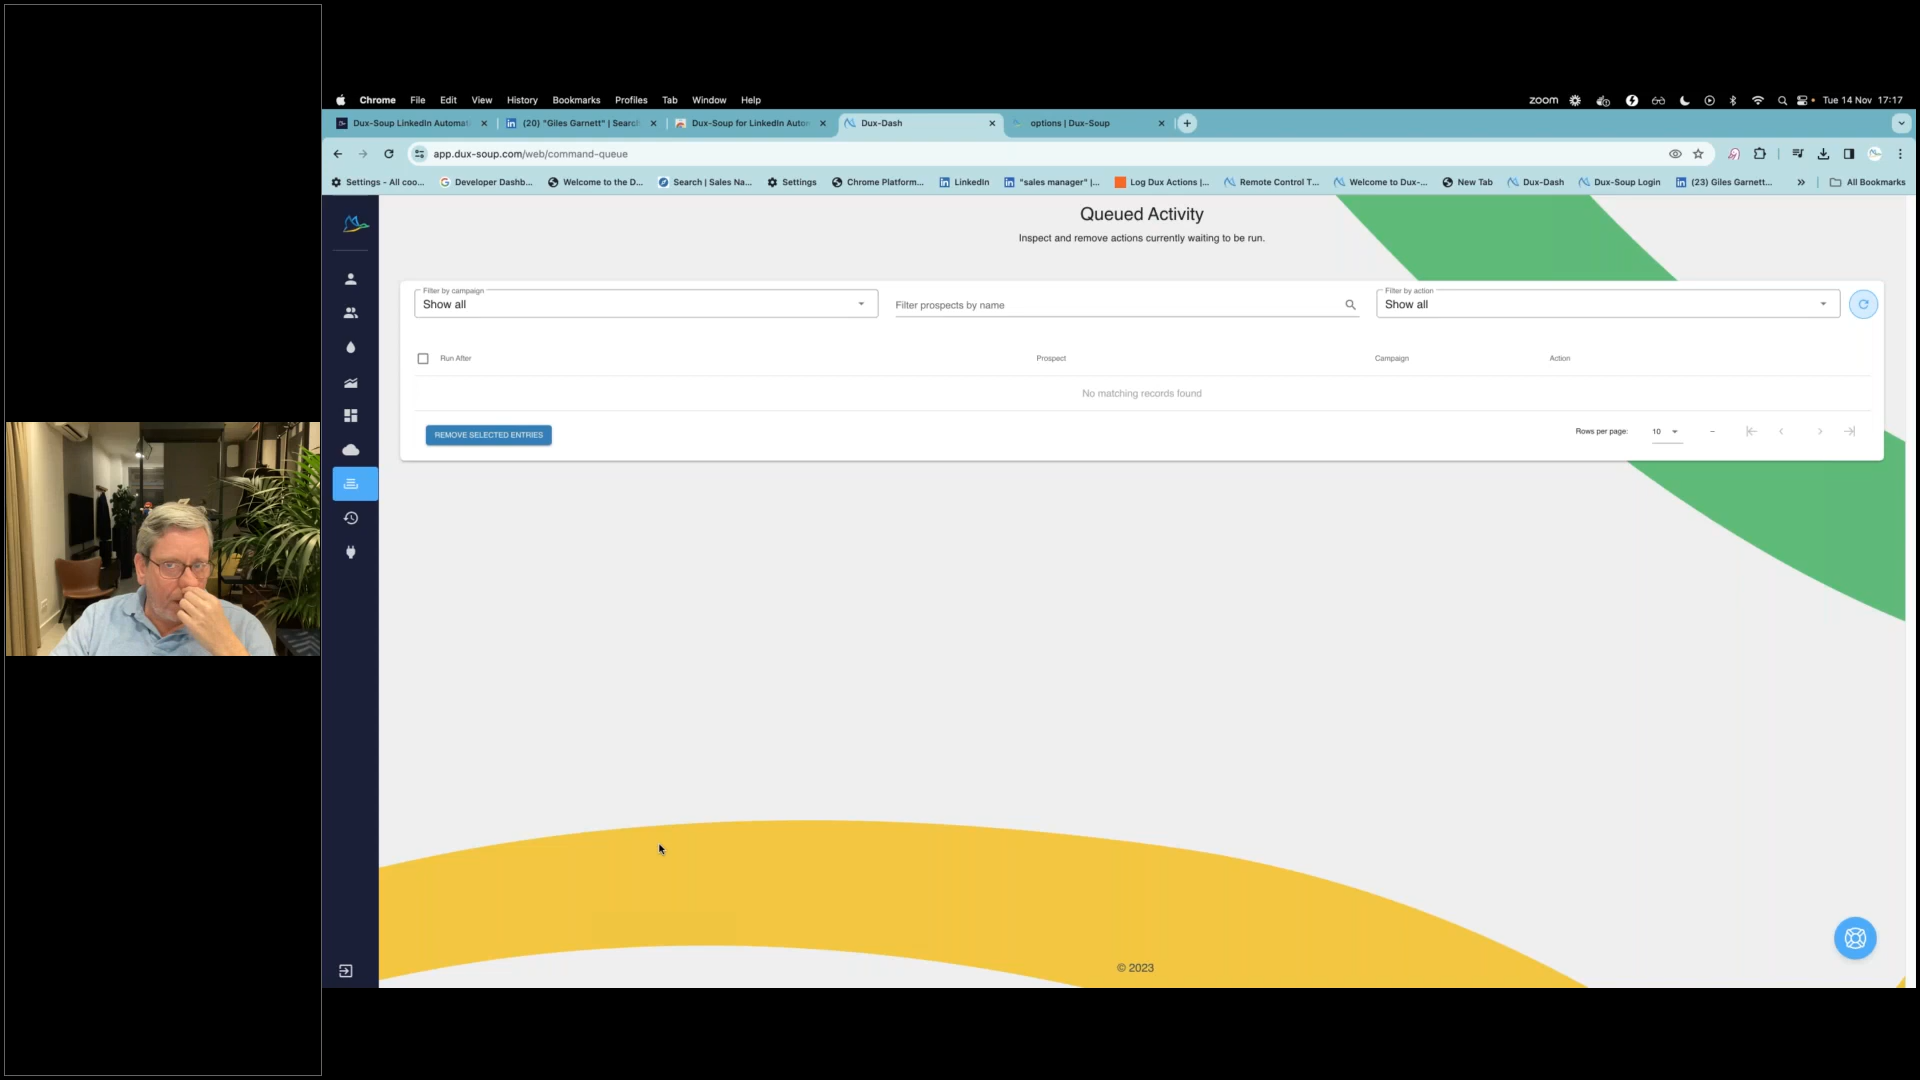 Chrome File Edit View History Bookmarks Profiles Tab Window Help
zoom Tue 14 Nov 17:17
Dux-Soup LinkedIn Automat
(20) "Giles Garnett" | Search
Dux-Soup for LinkedIn Autom
Dux-Dash
options | Dux-Soup
app.dux-soup.com/web/command-queue
Settings - All coo...
Developer Dashb...
Welcome to the D...
Search | Sales Na...
Settings
Chrome Platform...
LinkedIn
"sales manager" |...
Log Dux Actions |...
Remote Control T...
Welcome to Dux-...
New Tab
Dux-Dash
Dux-Soup Login
(23) Giles Garnett...
All Bookmarks
Queued Activity
Inspect and remove actions currently waiting to be run.
Filter by campaign
Show all
Filter prospects by name
Filter by action
Show all
Run After Prospect Campaign Action
No matching records found
REMOVE SELECTED ENTRIES
Rows per page: 10 –
© 2023